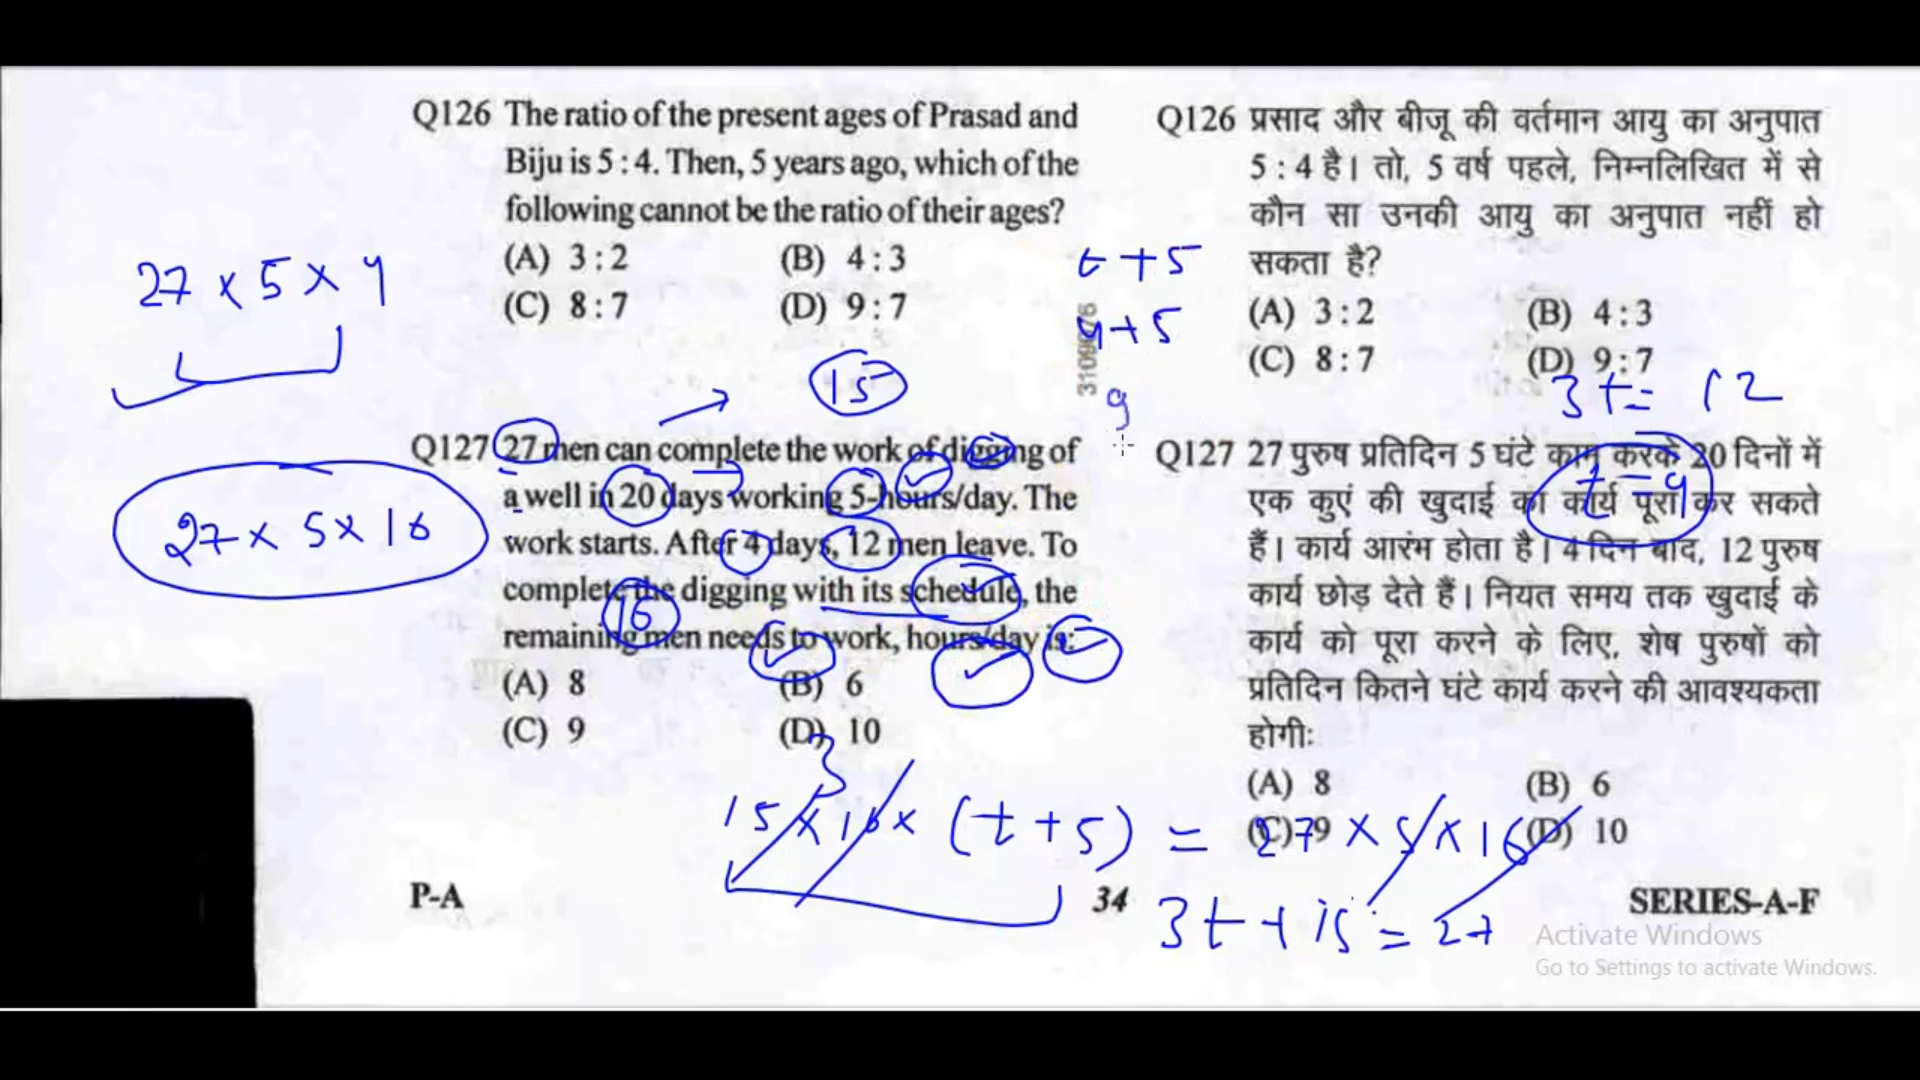 Q126 The ratio of the present ages of Prasad and
Biju is 5 : 4. Then, 5 years ago, which of the
following cannot be the ratio of their ages?
(A) 3 : 2 (B) 4 : 3
(C) 8 : 7 (D) 9 : 7
27 × 5 × 4
t + 5
4 + 5
9
15
Q127 27 men can complete the work of digging of
a well in 20 days working 5-hours/day. The
work starts. After 4 days, 12 men leave. To
complete the digging with its schedule, the
remaining men needs to work, hours/day is:
(A) 8 (B) 6
(C) 9 (D) 10
27 × 5 × 16
16
3
15 × 16 × (t + 5) = 27 × 5 × 16
3t + 15 = 27
P-A
34
Q126 प्रसाद और बीजू की वर्तमान आयु का अनुपात
5 : 4 है। तो, 5 वर्ष पहले, निम्नलिखित में से
कौन सा उनकी आयु का अनुपात नहीं हो
सकता है?
(A) 3 : 2 (B) 4 : 3
(C) 8 : 7 (D) 9 : 7
3t = 12
t = 4
Q127 27 पुरुष प्रतिदिन 5 घंटे काम करके 20 दिनों में
एक कुएं की खुदाई का कार्य पूरा कर सकते
हैं। कार्य आरंभ होता है। 4 दिन बाद, 12 पुरुष
कार्य छोड़ देते हैं। नियत समय तक खुदाई के
कार्य को पूरा करने के लिए, शेष पुरुषों को
प्रतिदिन कितने घंटे कार्य करने की आवश्यकता
होगीः
(A) 8 (B) 6
(C) 9 (D) 10
SERIES-A-F
Activate Windows
Go to Settings to activate Windows.